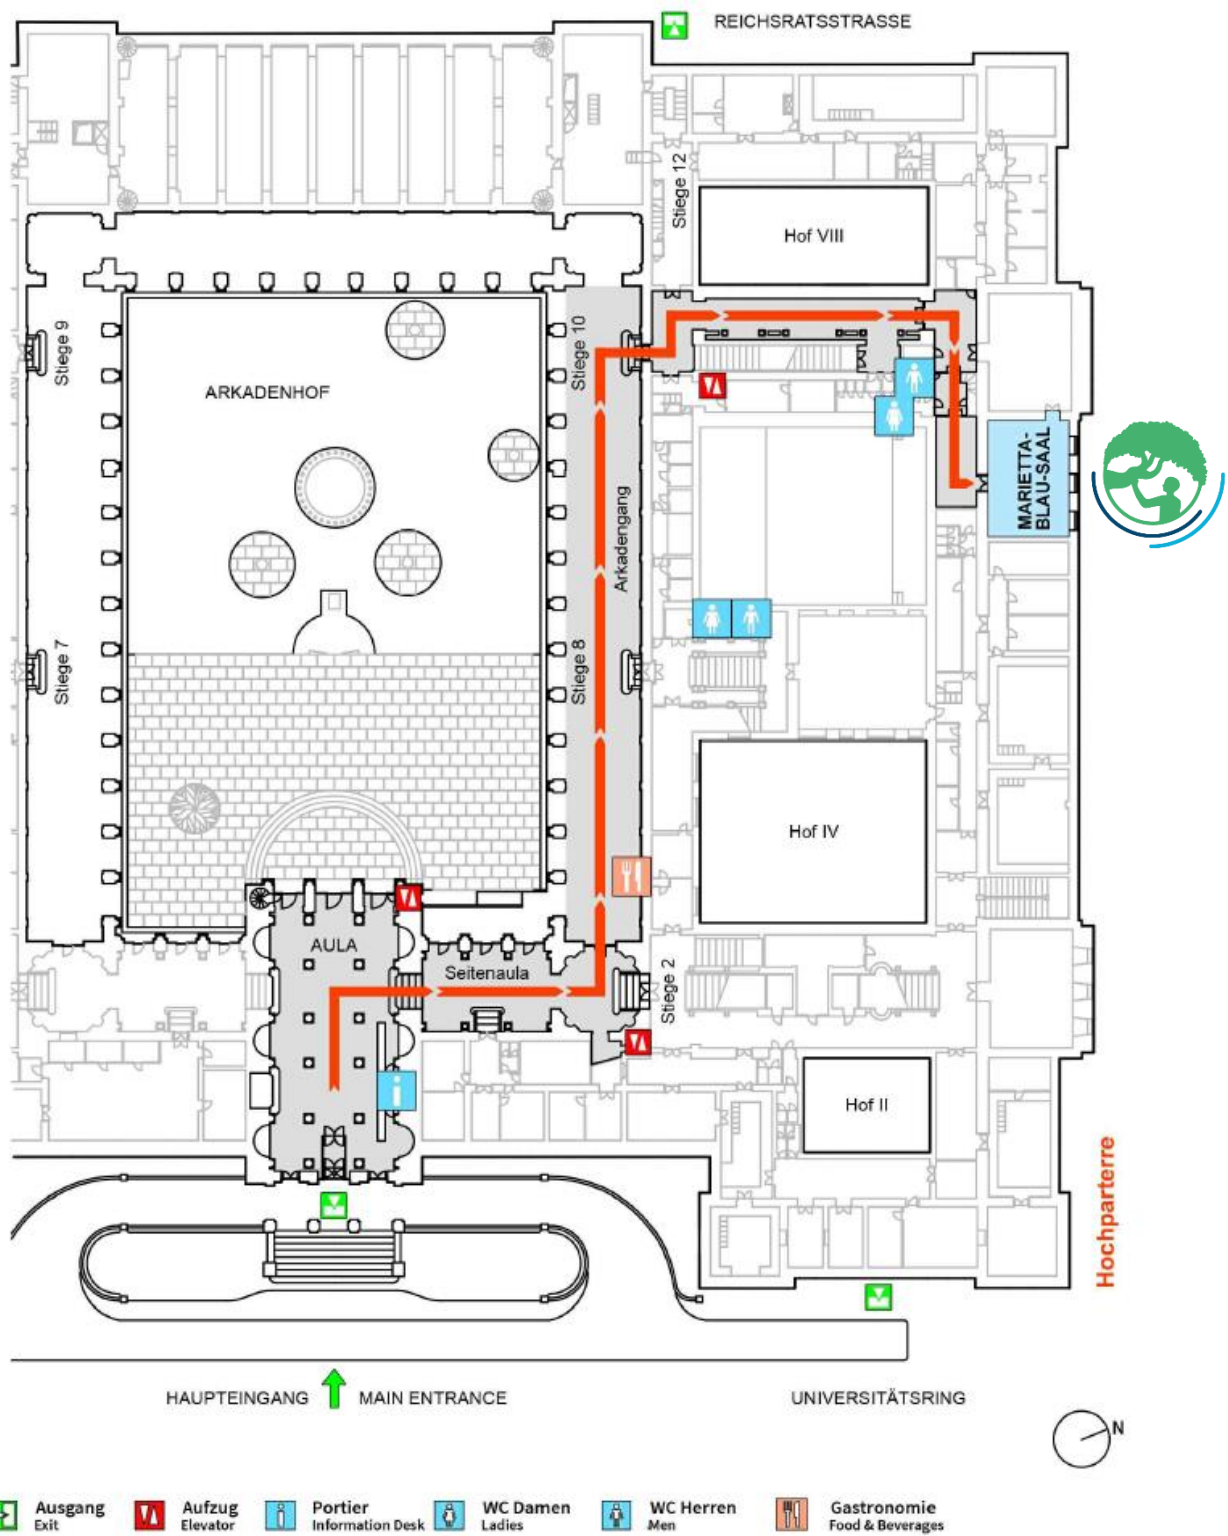 REICHSRATSSTRASSE
Stiege 12
Hof VIII
Stiege 9
Stiege 10
ARKADENHOF
MARIETTA-
BLAU-SAAL
Arkadengang
Stiege 7
Stiege 8
Hof IV
AULA
Seitenaula
Stiege 2
i
Hof II
Hochparterre
HAUPTEINGANG
MAIN ENTRANCE
UNIVERSITÄTSRING
N
Ausgang
Exit
Aufzug
Elevator
i
Portier
Information Desk
WC Damen
Ladies
WC Herren
Men
Gastronomie
Food & Beverages